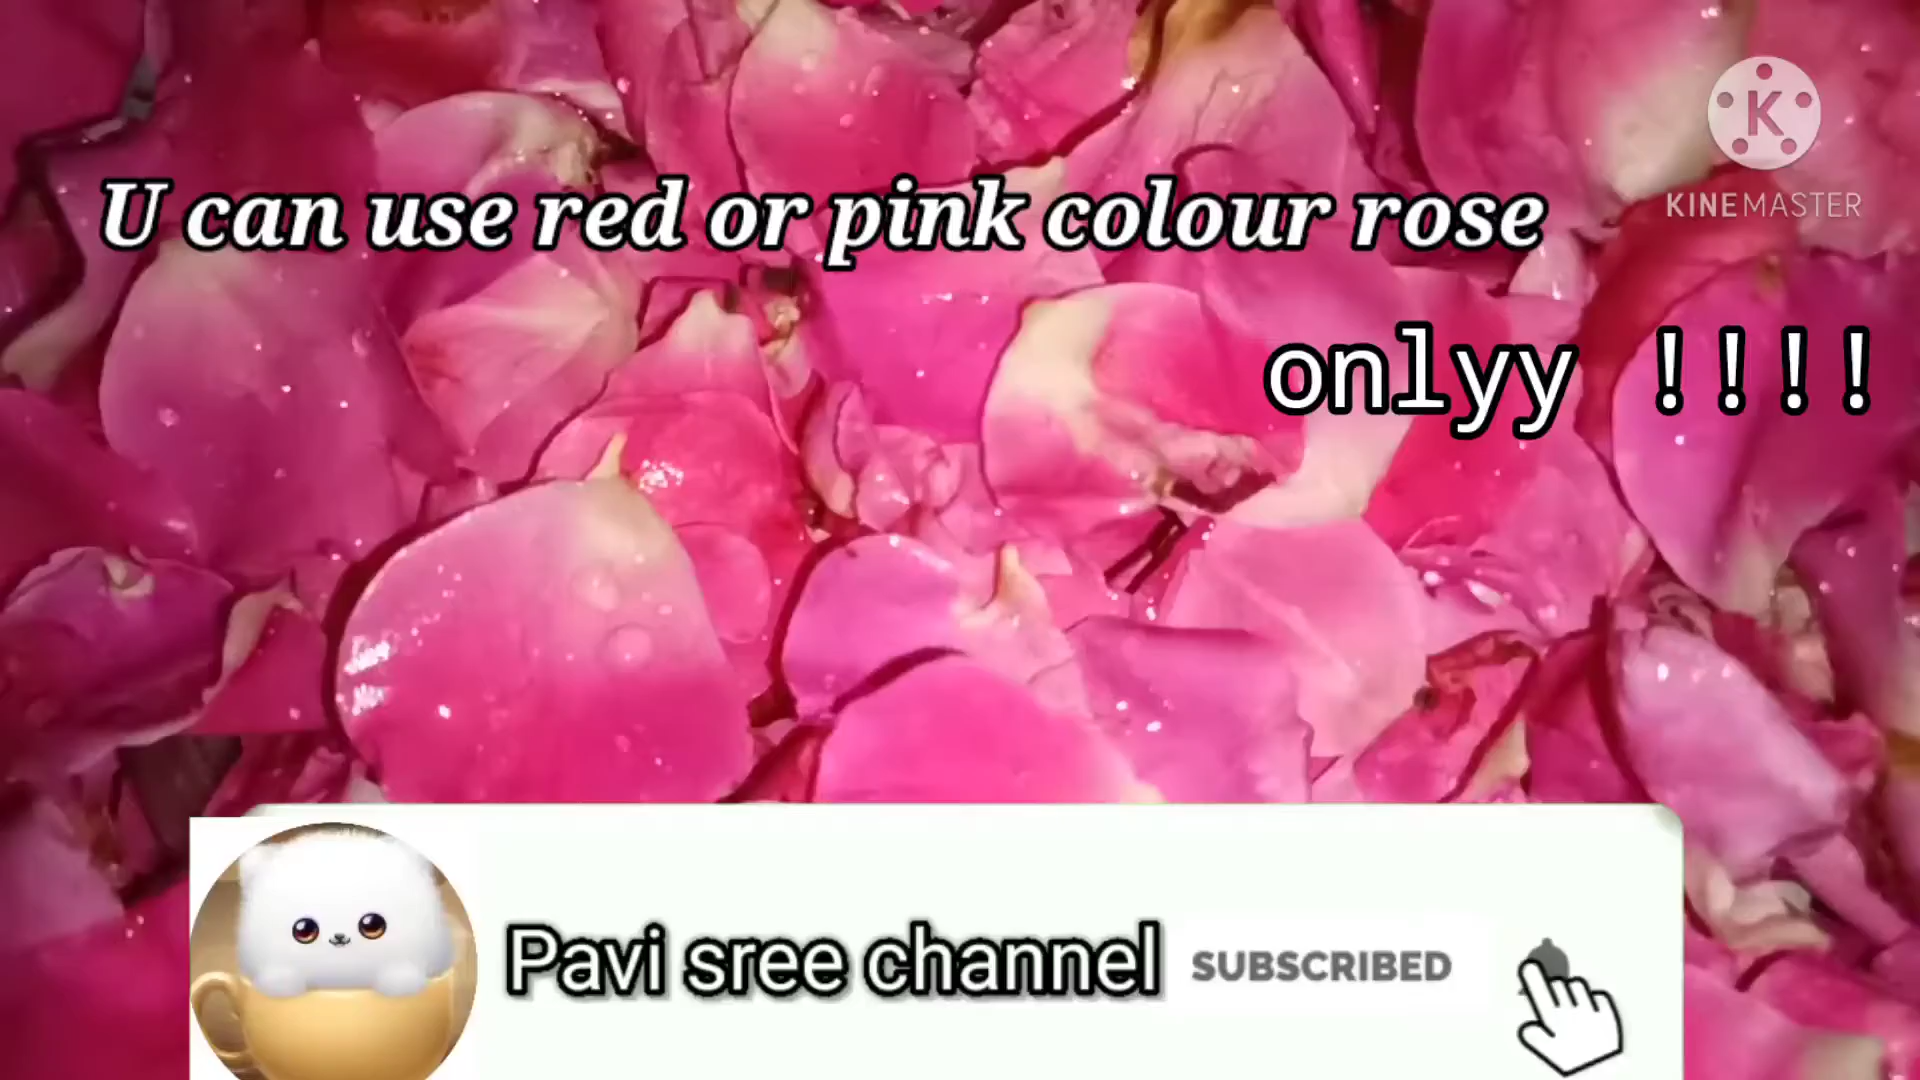 K
KINEMASTER
U can use red or pink colour rose
onlyy !!!!
Pavi sree channel
SUBSCRIBED